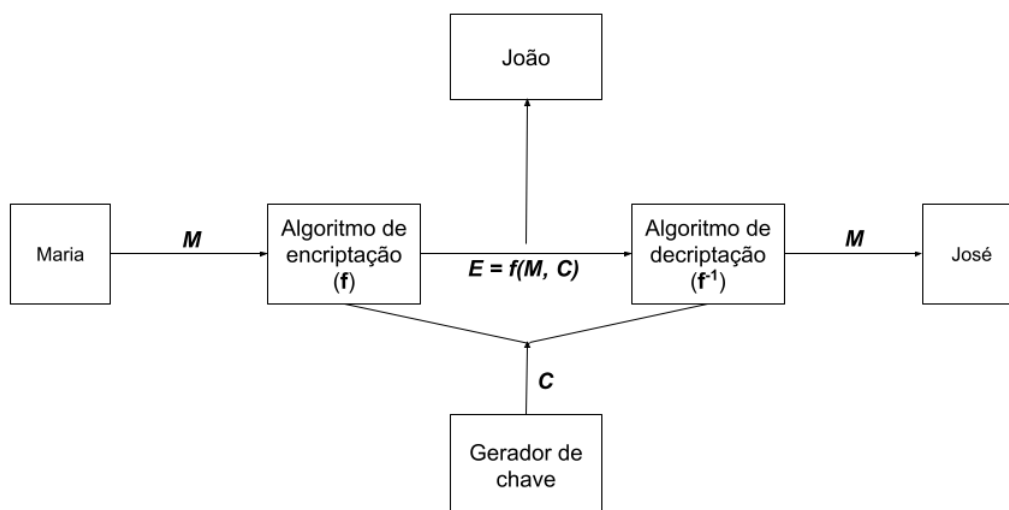 João
Maria
M
Algoritmo de
encriptação
(f)
E = f(M, C)
Algoritmo de
decriptação
(f-1)
M
José
C
Gerador de
chave